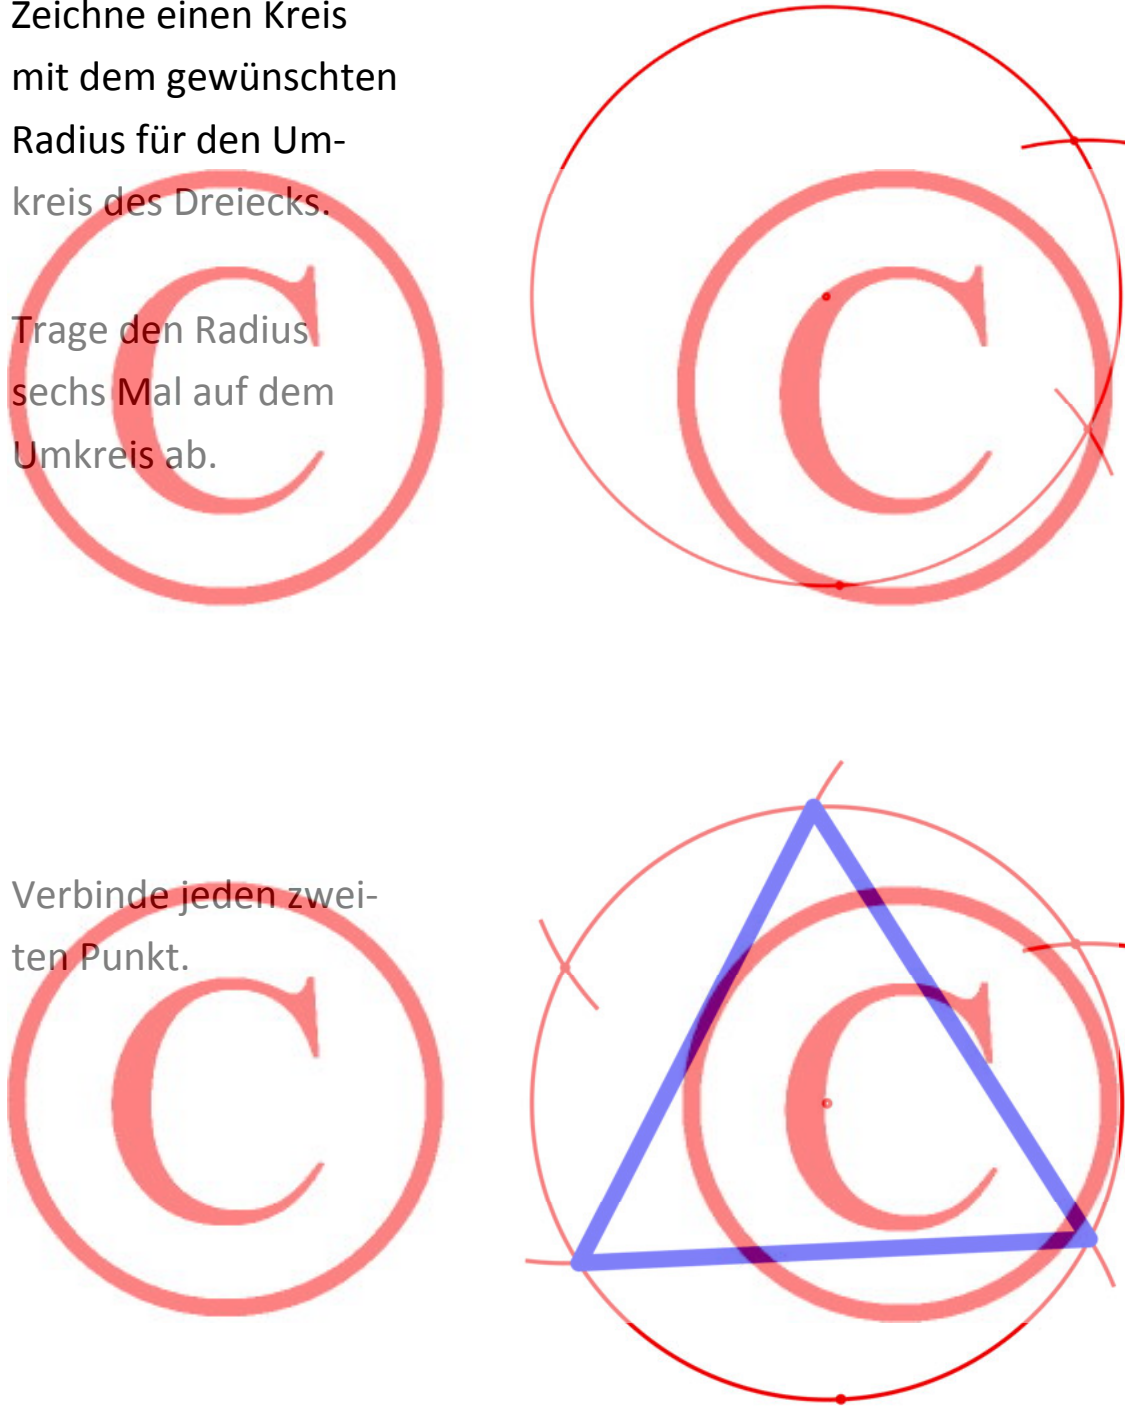 Zeichne einen Kreis
mit dem gewünschten
Radius für den Um-
kreis des Dreiecks.
Trage den Radius
sechs Mal auf dem
Umkreis ab.
Verbinde jeden zwei-
ten Punkt.
©
©
©
©